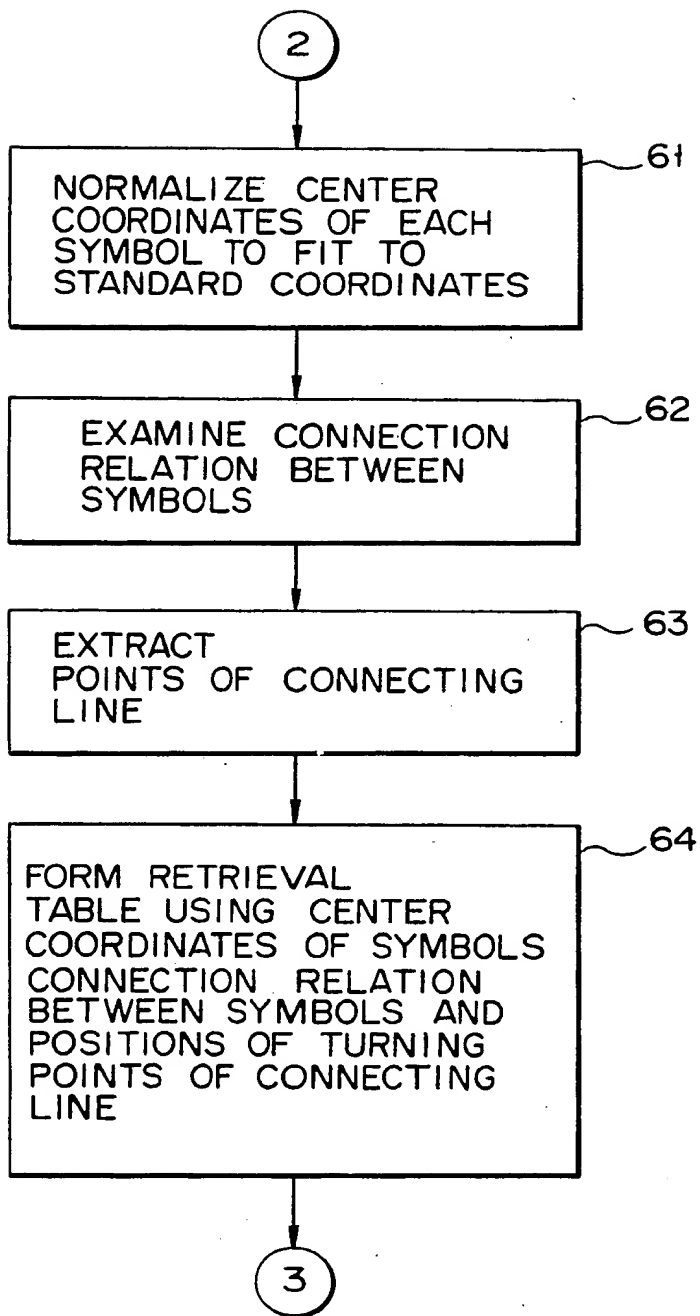 2
61
NORMALIZE CENTER
COORDINATES OF EACH
SYMBOL TO FIT TO
STANDARD COORDINATES
62
EXAMINE CONNECTION
RELATION BETWEEN
SYMBOLS
63
EXTRACT
POINTS OF CONNECTING
LINE
64
FORM RETRIEVAL
TABLE USING CENTER
COORDINATES OF SYMBOLS
CONNECTION RELATION
BETWEEN SYMBOLS AND
POSITIONS OF TURNING
POINTS OF CONNECTING
LINE
3